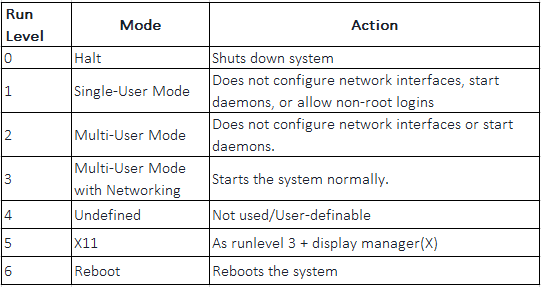 Run
Level Mode Action
0 Halt Shuts down system
1 Single-User Mode Does not configure network interfaces, start
daemons, or allow non-root logins
2 Multi-User Mode Does not configure network interfaces or start
daemons.
3 Multi-User Mode
with Networking Starts the system normally.
4 Undefined Not used/User-definable
5 X11 As runlevel 3 + display manager(X)
6 Reboot Reboots the system